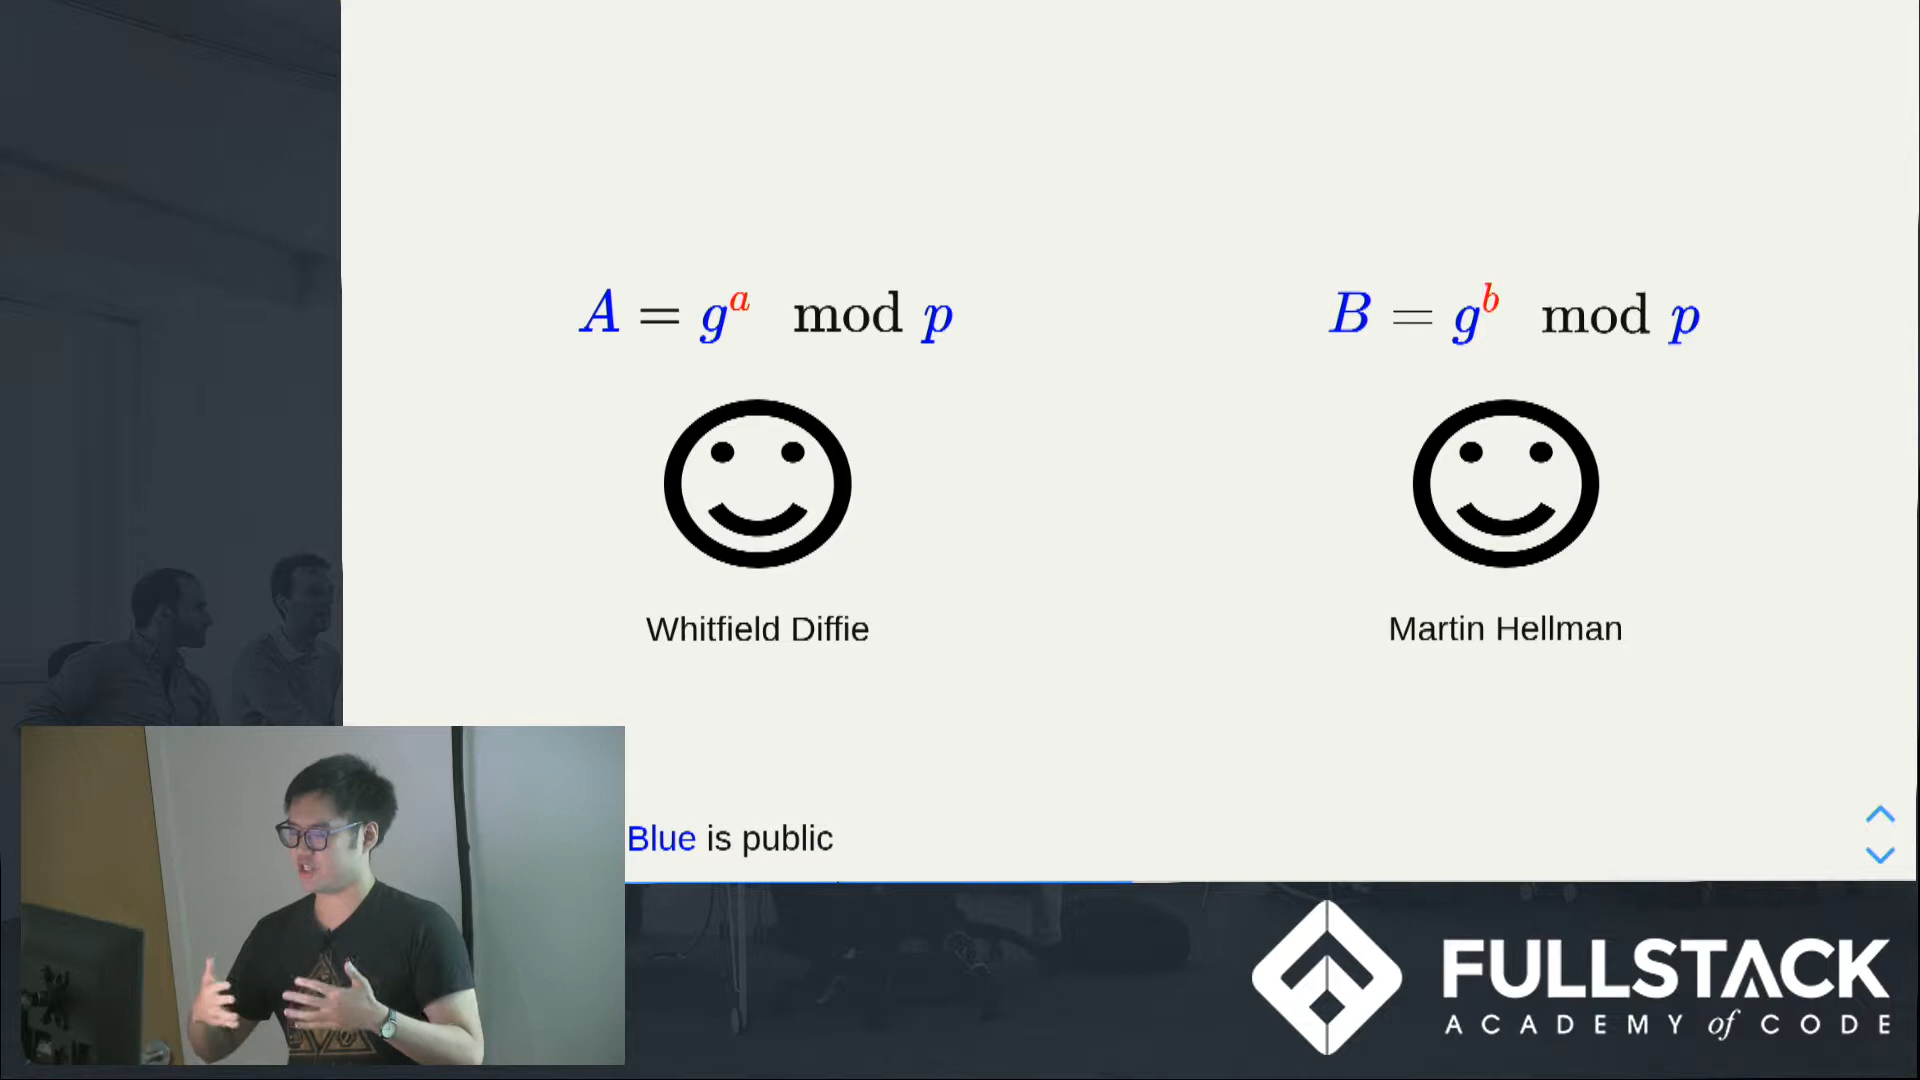 A = g^a mod p
B = g^b mod p
Whitfield Diffie
Martin Hellman
Blue is public
FULLSTACK
ACADEMY of CODE